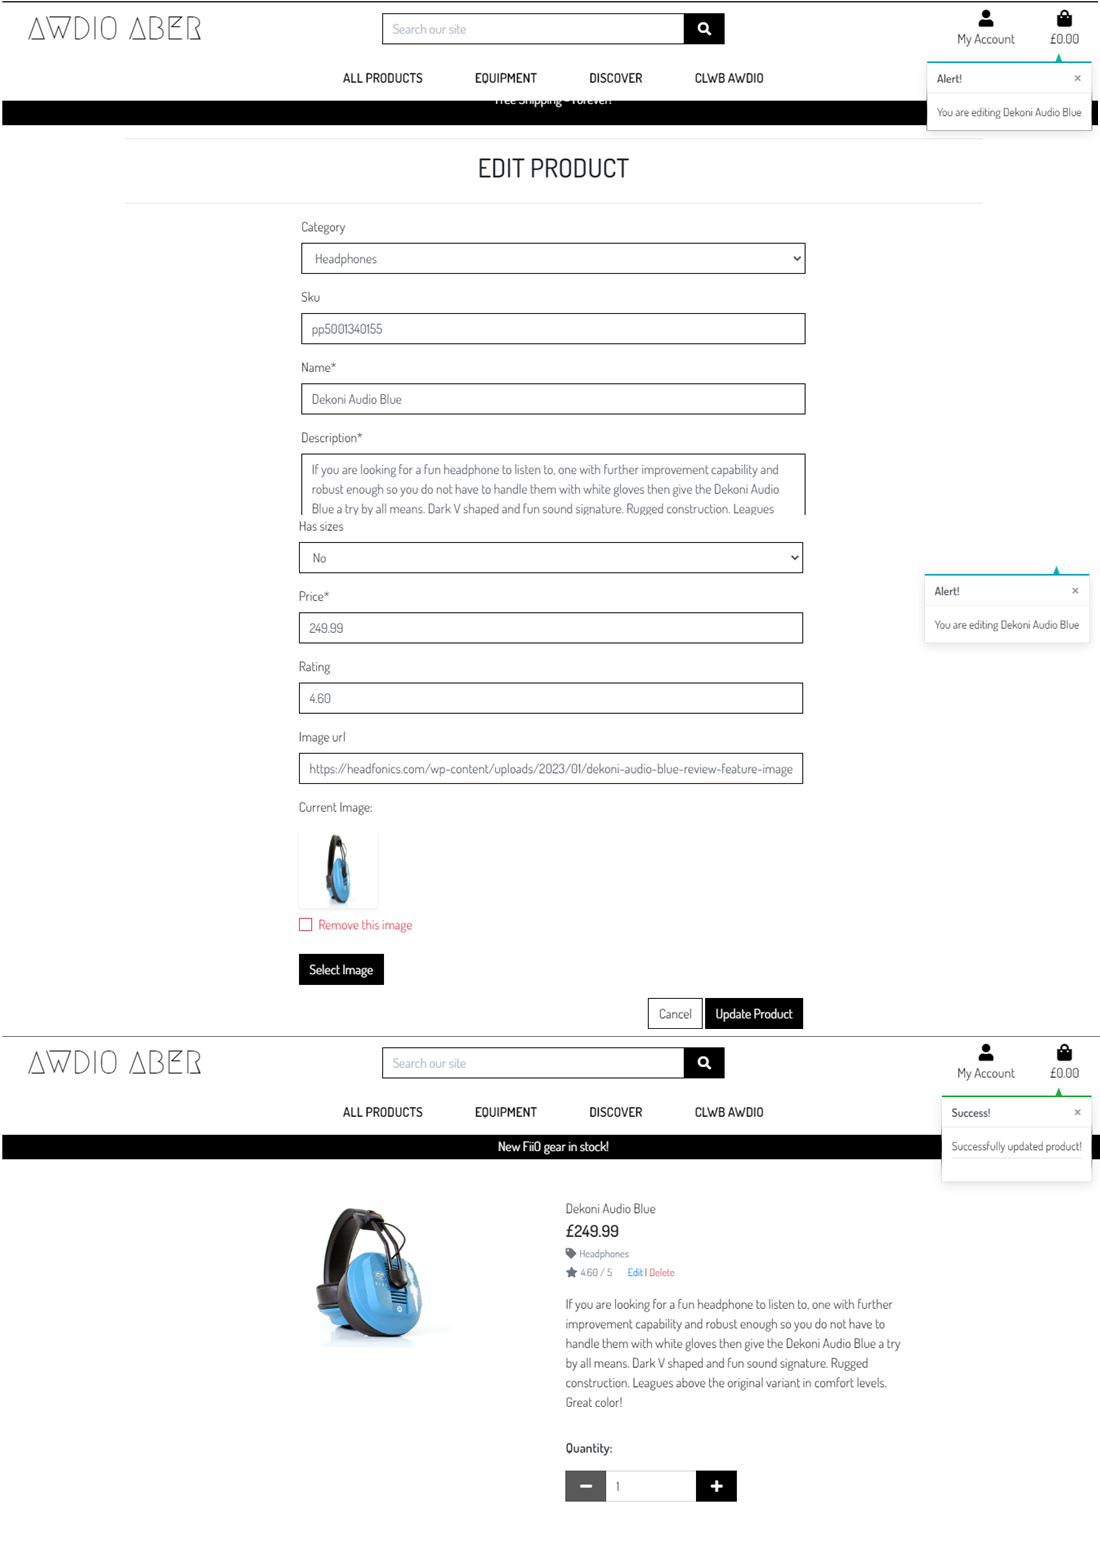 AWDIO ABER
Search our site
My Account
£0.00
ALL PRODUCTS
EQUIPMENT
DISCOVER
CLWB AWDIO
Alert!
×
You are editing Dekoni Audio Blue
Free Shipping - Forever!
EDIT PRODUCT
Category
Headphones
Sku
pp5001340155
Name*
Dekoni Audio Blue
Description*
If you are looking for a fun headphone to listen to, one with further improvement capability and
robust enough so you do not have to handle them with white gloves then give the Dekoni Audio
Blue a try by all means. Dark V shaped and fun sound signature. Rugged construction. Leagues
Has sizes
No
Alert!
×
You are editing Dekoni Audio Blue
Price*
249.99
Rating
4.60
Image url
https://headfonics.com/wp-content/uploads/2023/01/dekoni-audio-blue-review-feature-image
Current Image:
Remove this image
Select Image
Cancel
Update Product
AWDIO ABER
Search our site
My Account
£0.00
ALL PRODUCTS
EQUIPMENT
DISCOVER
CLWB AWDIO
Success!
×
Successfully updated product!
New FiiO gear in stock!
Dekoni Audio Blue
£249.99
Headphones
4.60 / 5 Edit | Delete
If you are looking for a fun headphone to listen to, one with further
improvement capability and robust enough so you do not have to
handle them with white gloves then give the Dekoni Audio Blue a try
by all means. Dark V shaped and fun sound signature. Rugged
construction. Leagues above the original variant in comfort levels.
Great color!
Quantity:
1